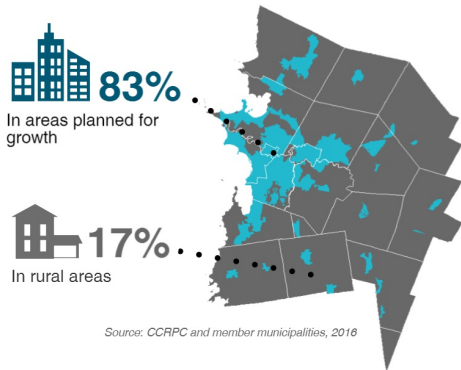 83%
In areas planned for
growth
17%
In rural areas
Source: CCRPC and member municipalities, 2016